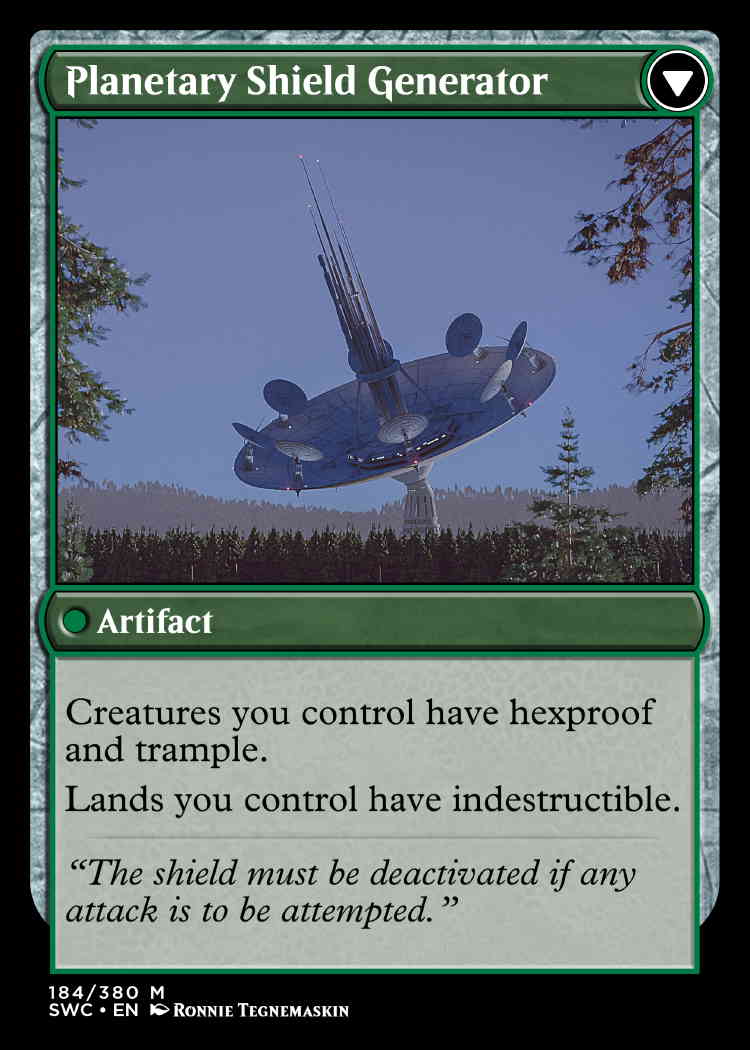 Planetary Shield Generator
Artifact
Creatures you control have hexproof
and trample.
Lands you control have indestructible.
“The shield must be deactivated if any
attack is to be attempted.”
184/380 M
SWC • EN Ronnie Tegnemaskin